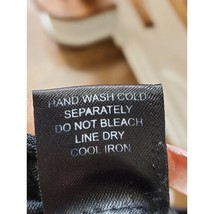 HAND WASH COLD
SEPARATELY
DO NOT BLEACH
LINE DRY
COOL IRON